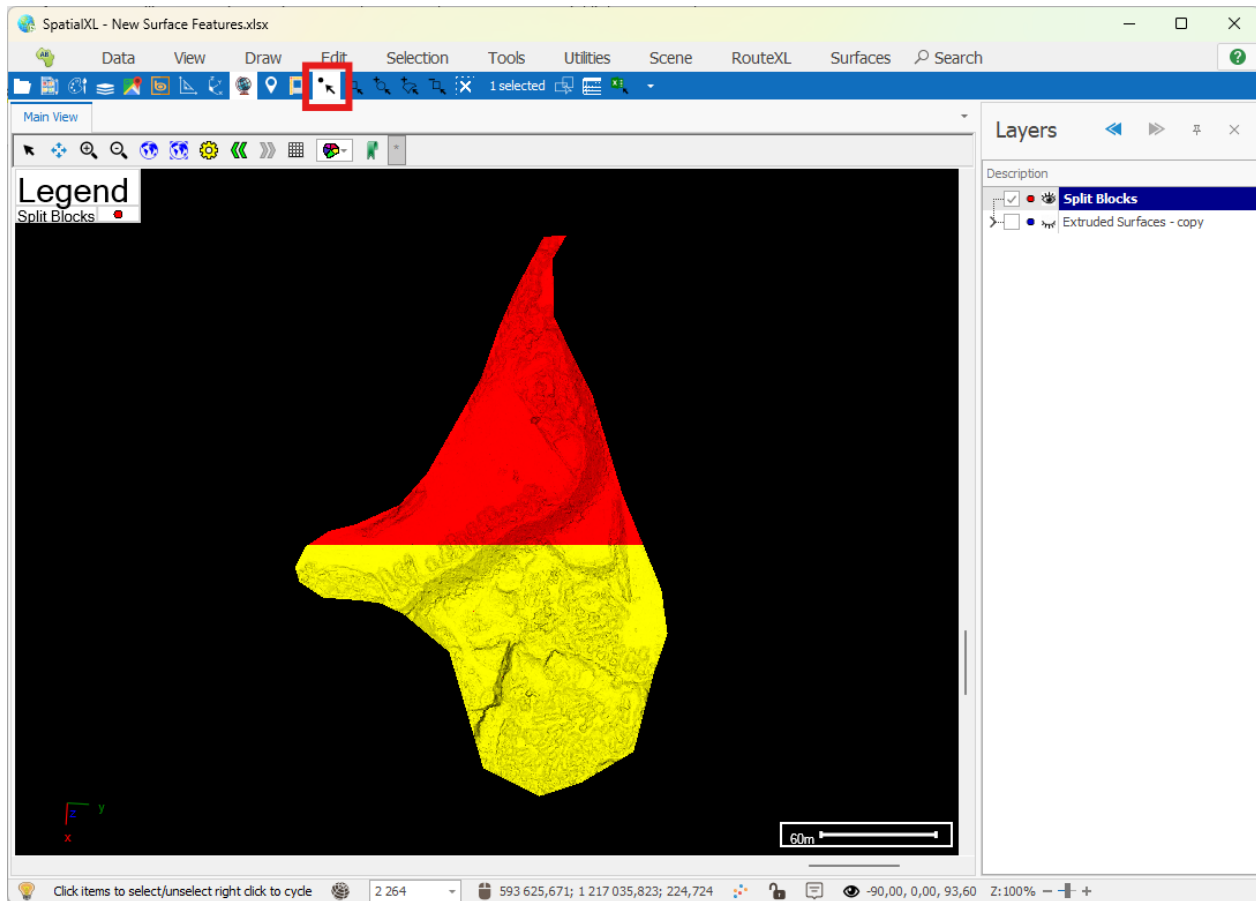 SpatialXL - New Surface Features.xlsx
AB
Data View Draw Edit Selection Tools Utilities Scene RouteXL Surfaces Search
1 selected
Main View
Layers
Description
Split Blocks
Extruded Surfaces - copy
Legend
Split Blocks
z y
x
60m
Click items to select/unselect right click to cycle 2 264 593 625,671; 1 217 035,823; 224,724 -90,00, 0,00, 93,60 Z:100%